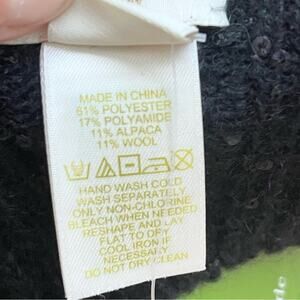 MADE IN CHINA
61% POLYESTER
17% POLYAMIDE
11% ALPACA
11% WOOL
HAND WASH COLD
WASH SEPARATELY
ONLY NON-CHLORINE
BLEACH WHEN NEEDED
RESHAPE AND LAY
FLAT TO DRY
COOL IRON IF
NECESSARY
DO NOT DRY CLEAN